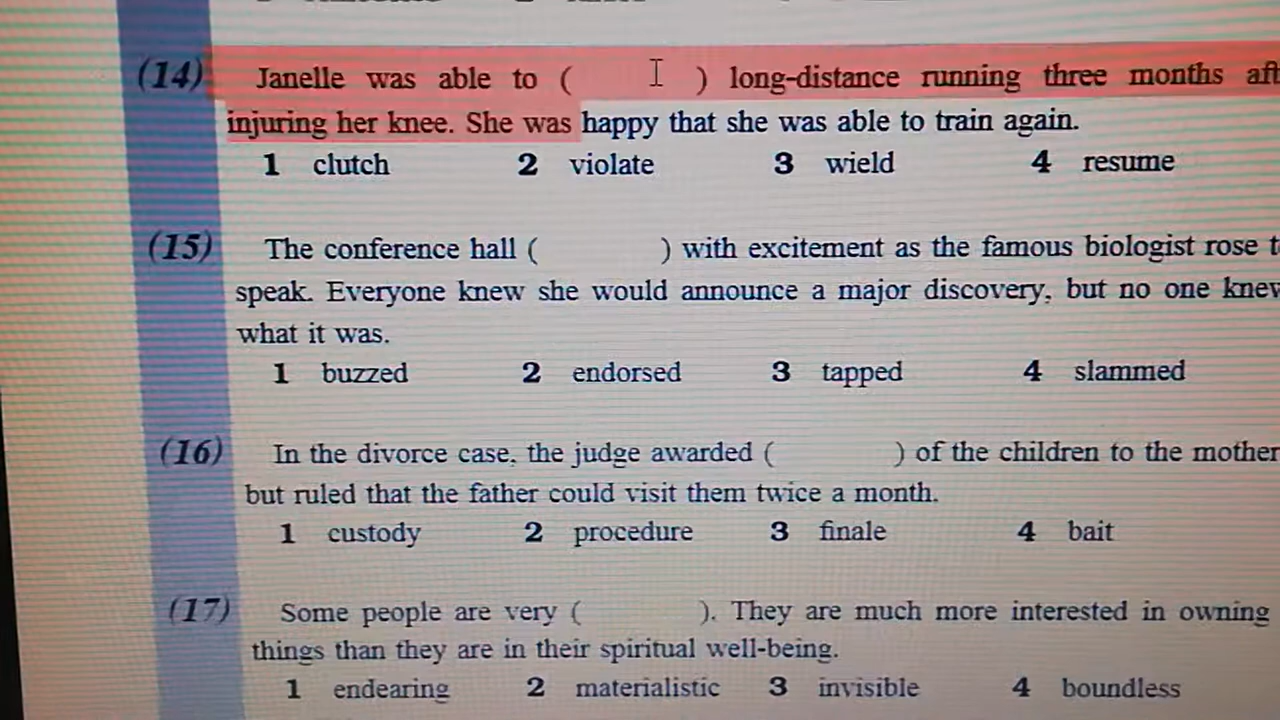 (14) Janelle was able to ( ) long-distance running three months
injuring her knee. She was happy that she was able to train again.
1 clutch 2 violate 3 wield 4 resume
(15) The conference hall ( ) with excitement as the famous biologist rose
speak. Everyone knew she would announce a major discovery, but no one knew
what it was.
1 buzzed 2 endorsed 3 tapped 4 slammed
(16) In the divorce case, the judge awarded ( ) of the children to the mother
but ruled that the father could visit them twice a month.
1 custody 2 procedure 3 finale 4 bait
(17) Some people are very ( ). They are much more interested in owning
things than they are in their spiritual well-being.
1 endearing 2 materialistic 3 invisible 4 boundless